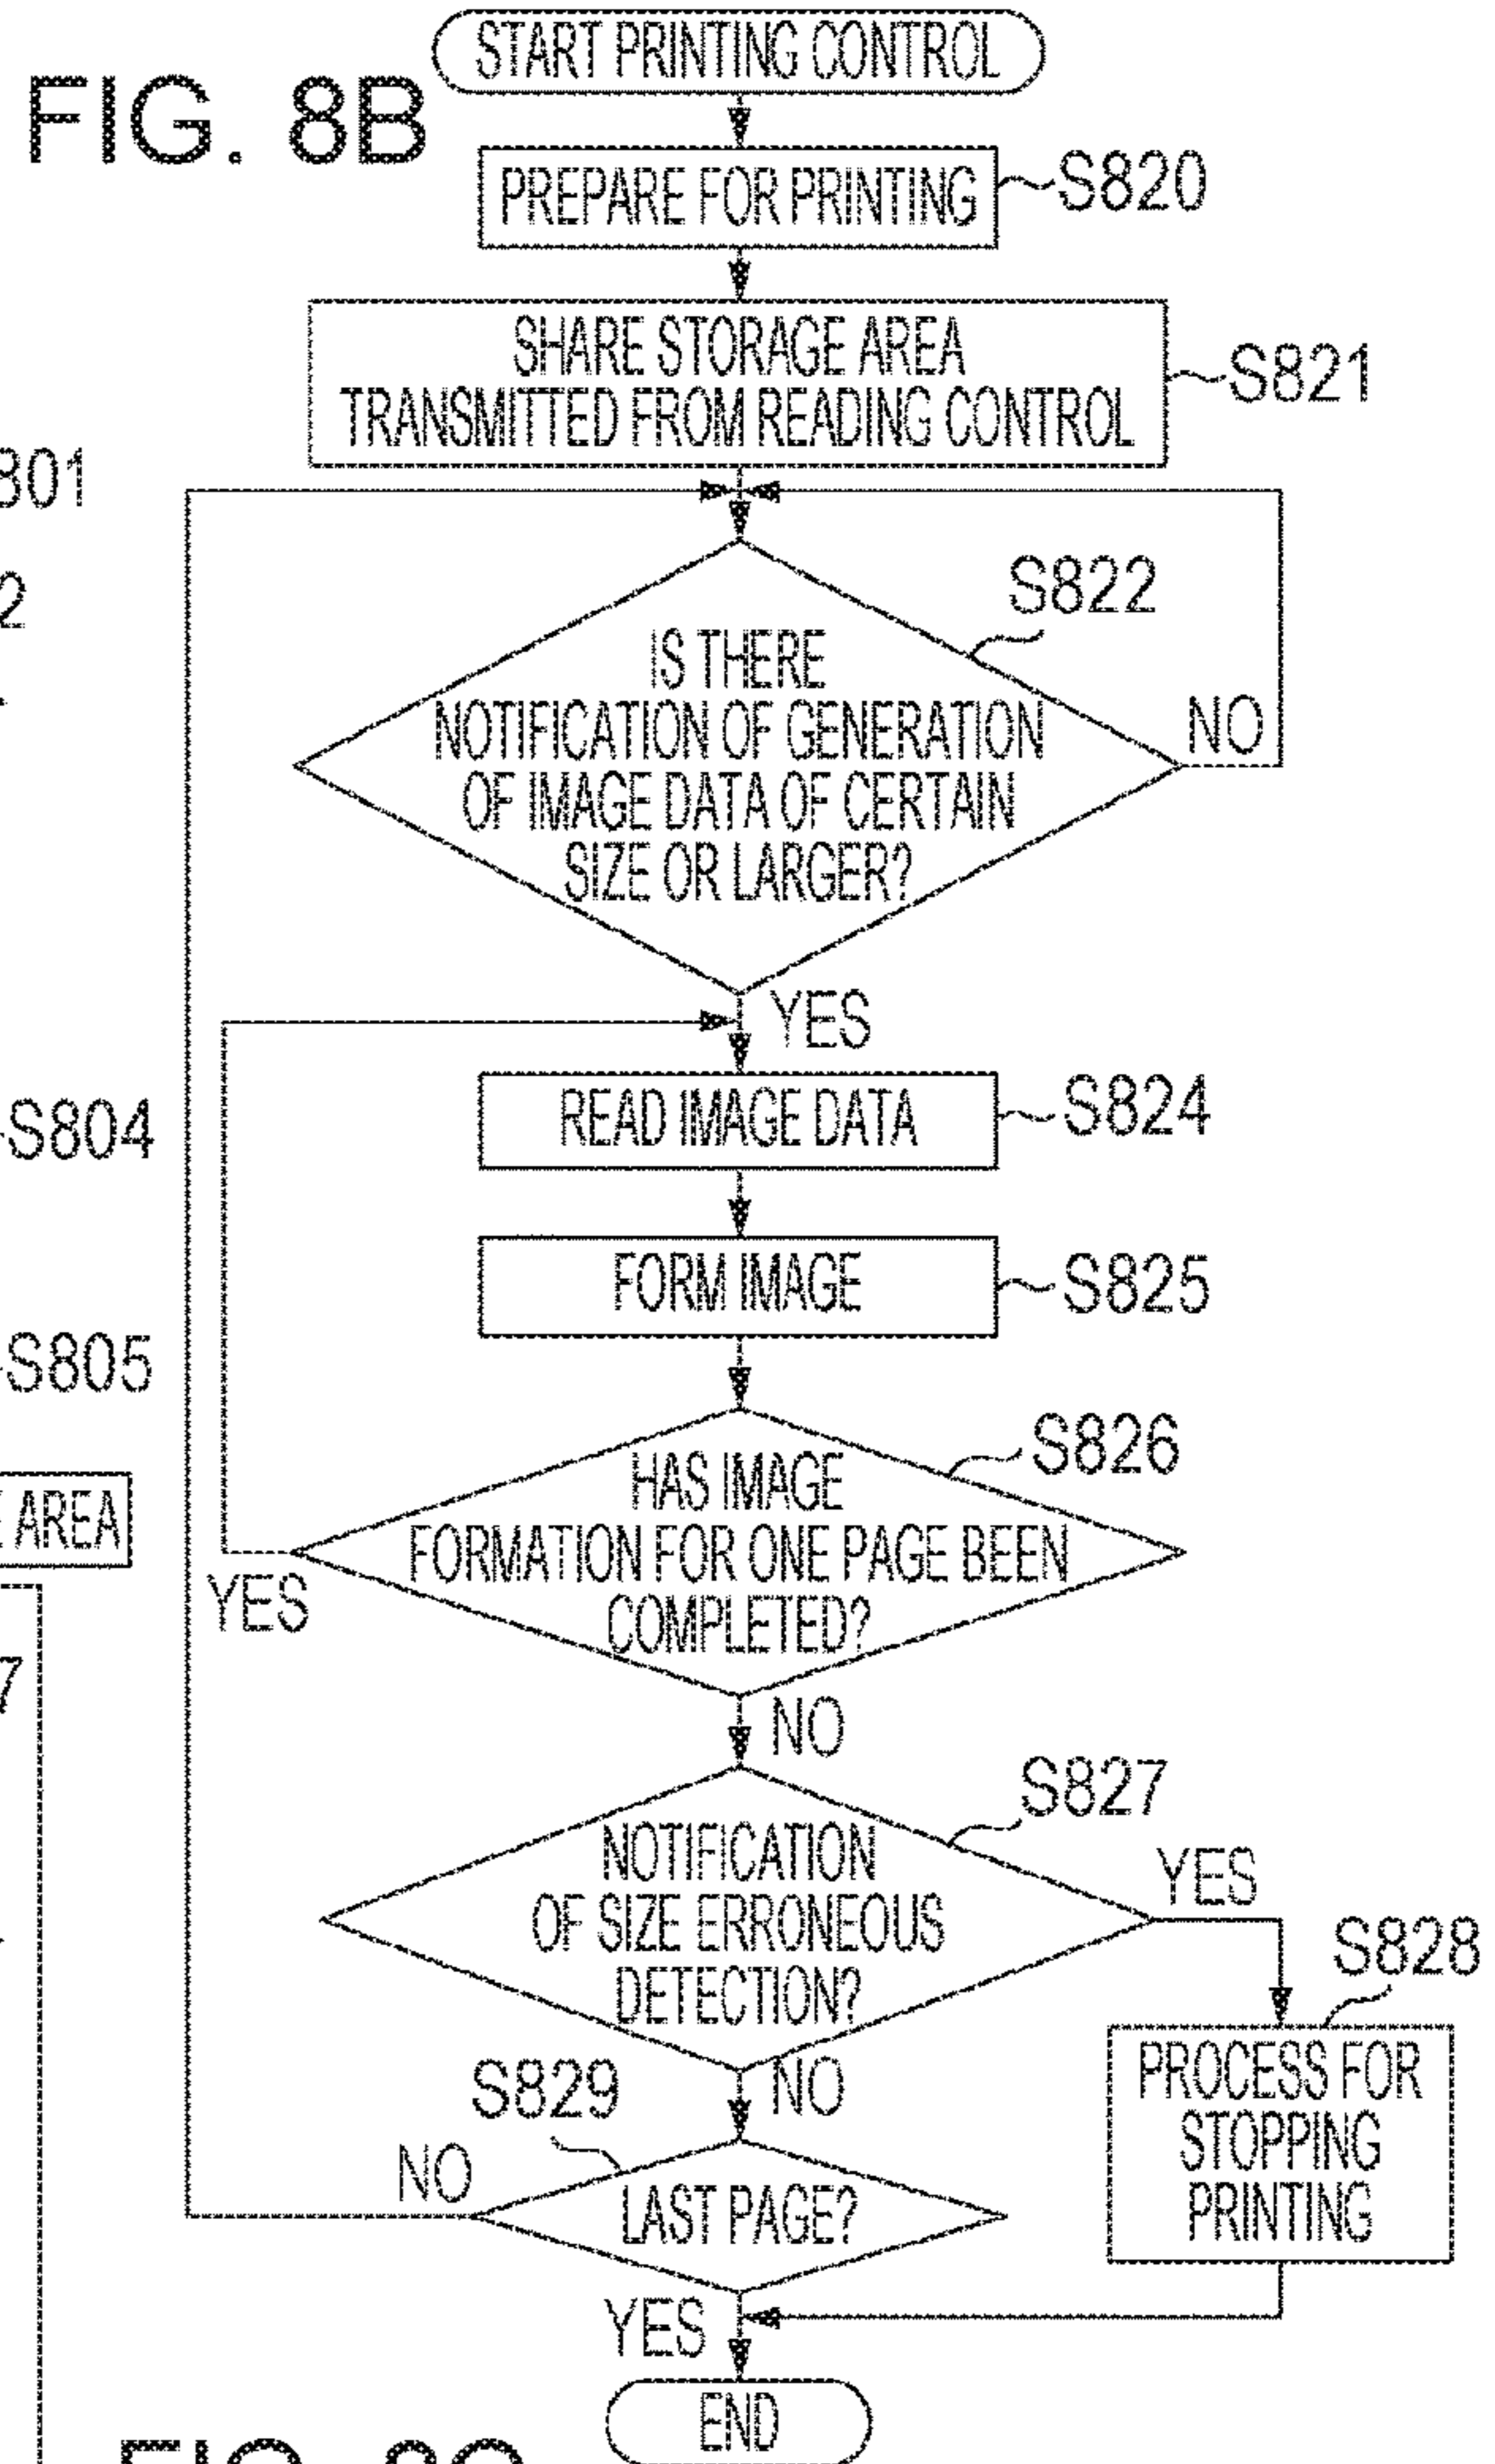 FIG. 8B
START PRINTING CONTROL
PREPARE FOR PRINTING
S820
SHARE STORAGE AREA
TRANSMITTED FROM READING CONTROL
S821
S822
IS THERE
NOTIFICATION OF GENERATION
OF IMAGE DATA OF CERTAIN
SIZE OR LARGER?
NO
YES
READ IMAGE DATA
S824
S804
FORM IMAGE
S825
S805
S826
HAS IMAGE
FORMATION FOR ONE PAGE BEEN
COMPLETED?
YES
AREA
NO
S827
NOTIFICATION
OF SIZE ERRONEOUS
DETECTION?
YES
S828
PROCESS FOR
STOPPING
PRINTING
NO
S829
LAST PAGE?
NO
YES
END